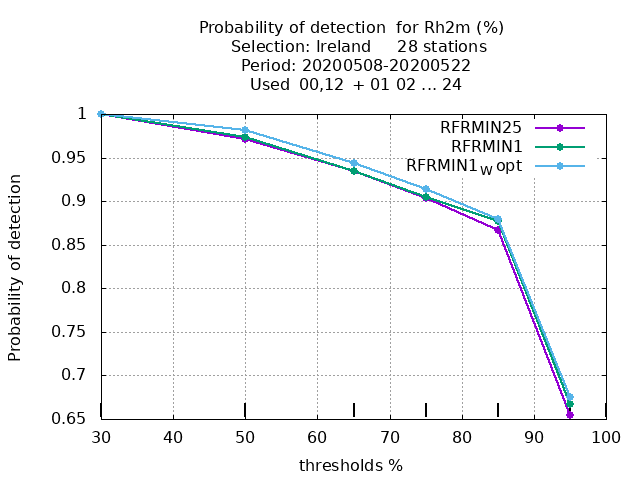 Probability of detection  for Rh2m (%)
Selection: Ireland     28 stations
Period: 20200508-20200522
Used  00,12  + 01 02 ... 24
RFRMIN25
RFRMIN1
RFRMIN1W opt
Probability of detection
1
0.95
0.9
0.85
0.8
0.75
0.7
0.65
30 40 50 60 70 80 90 100
thresholds %